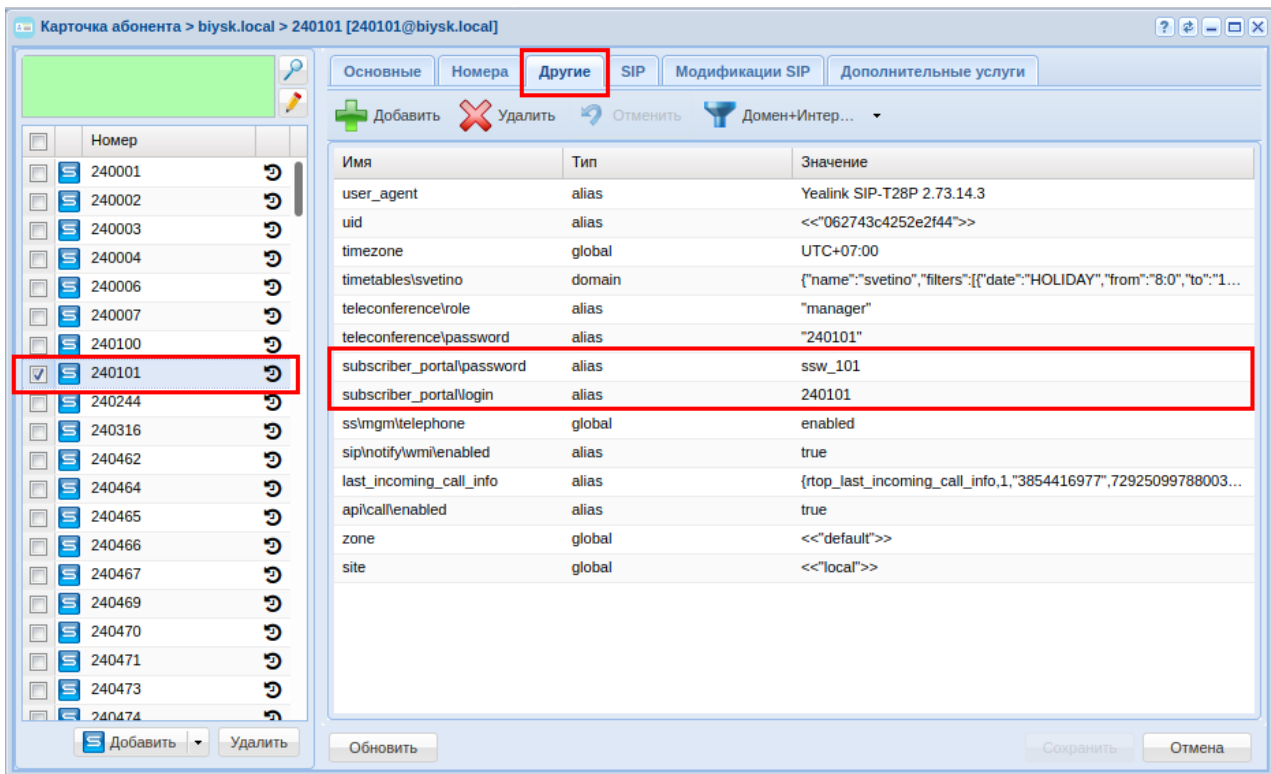 Карточка абонента > biysk.local > 240101 [240101@biysk.local]
Основные Номера Другие SIP Модификации SIP Дополнительные услуги
Добавить Удалить Отменить Домен+Интер...
Номер
240001
240002
240003
240004
240006
240007
240100
240101
240244
240316
240462
240464
240465
240466
240467
240469
240470
240471
240473
240474
Добавить Удалить
Имя Тип Значение
user_agent alias Yealink SIP-T28P 2.73.14.3
uid alias <<"062743c4252e2f44">>
timezone global UTC+07:00
timetables\svetino domain {"name":"svetino","filters":[{"date":"HOLIDAY","from":"8:0","to":"1...
teleconference\role alias "manager"
teleconference\password alias "240101"
subscriber_portal\password alias ssw_101
subscriber_portal\login alias 240101
ss\mgm\telephone global enabled
sip\notify\wmi\enabled alias true
last_incoming_call_info alias {rtop_last_incoming_call_info,1,"3854416977",72925099788003...
api\call\enabled alias true
zone global <<"default">>
site global <<"local">>
Обновить Сохранить Отмена